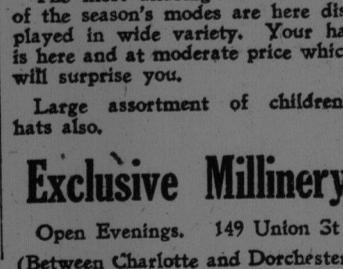 of the season's modes are here dis
played in wide variety. Your ha
is here and at moderate price whic
will surprise you.
Large assortment of children
hats also.
Exclusive Millinery
Open Evenings. 149 Union St
(Between Charlotte and Dorchester